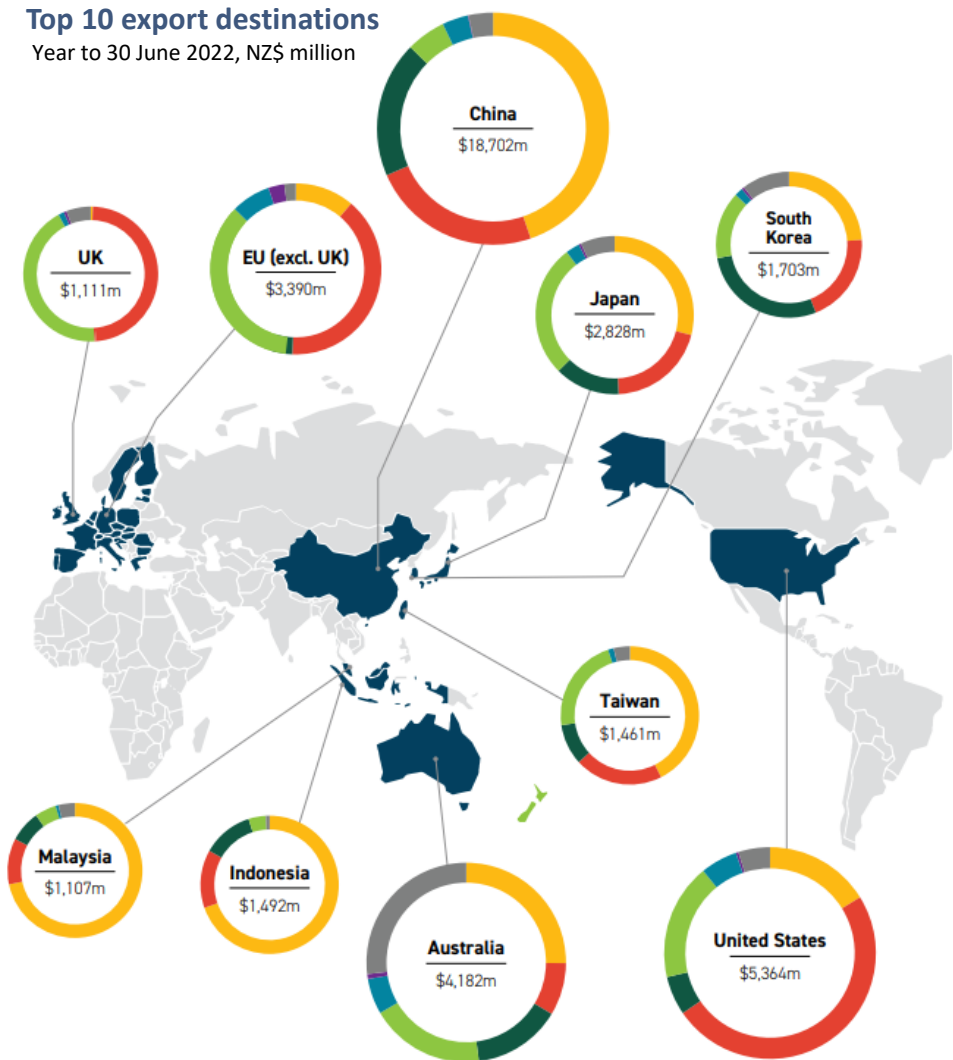 Top 10 export destinations
Year to 30 June 2022, NZ$ million
China
$18,702m
UK
$1,111m
EU (excl. UK)
$3,390m
Japan
$2,828m
South
Korea
$1,703m
Taiwan
$1,461m
Malaysia
$1,107m
Indonesia
$1,492m
Australia
$4,182m
United States
$5,364m